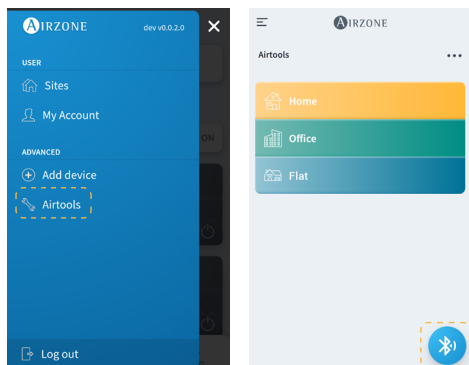 AIRZONE
dev v0.0.2.0
USER
Sites
My Account
ADVANCED
Add device
Airtools
Log out
ON
AIRZONE
Airtools
Home
Office
Flat